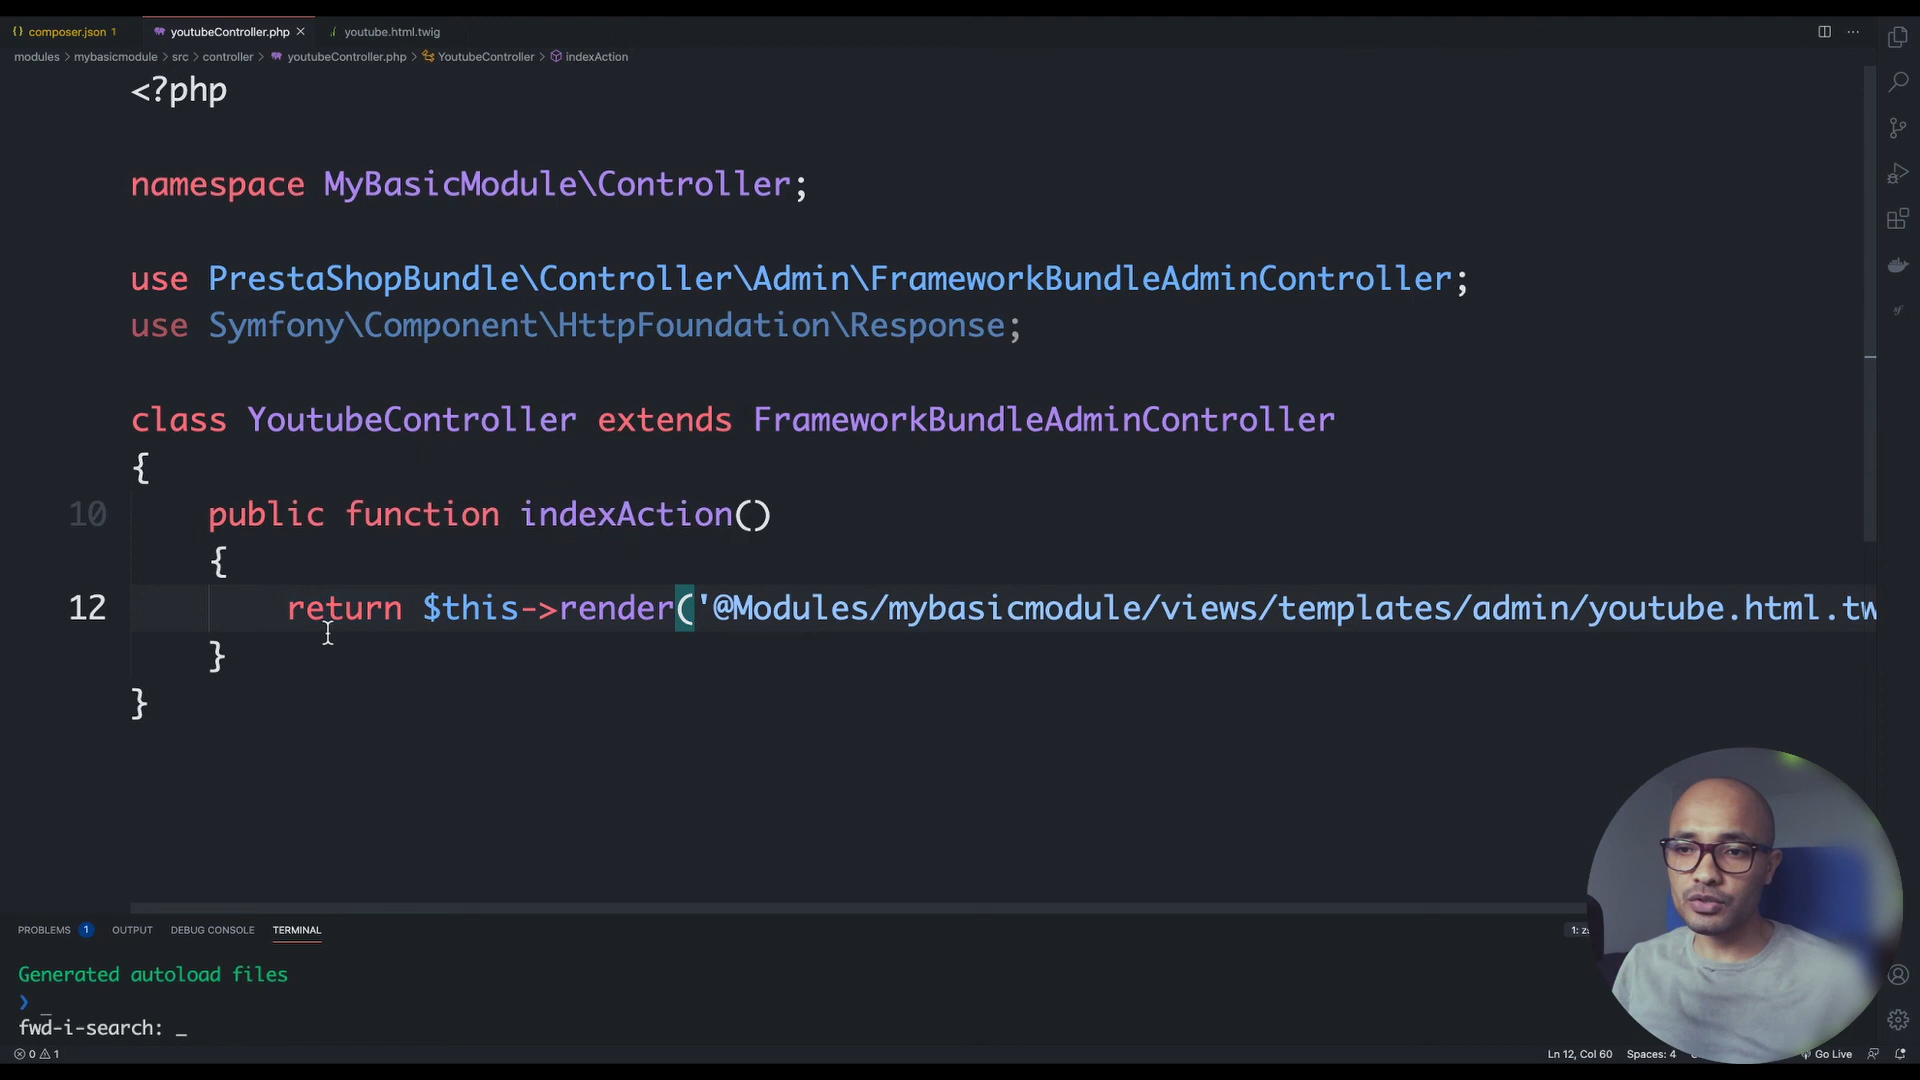 composer.json 1
youtubeController.php
youtube.html.twig
modules > mybasicmodule > src > controller > youtubeController.php > YoutubeController > indexAction
<?php
namespace MyBasicModule\Controller;
use PrestaShopBundle\Controller\Admin\FrameworkBundleAdminController;
use Symfony\Component\HttpFoundation\Response;
class YoutubeController extends FrameworkBundleAdminController
{
10 public function indexAction()
{
12 return $this->render('@Modules/mybasicmodule/views/templates/admin/youtube.html.tw
}
}
PROBLEMS 1 OUTPUT DEBUG CONSOLE TERMINAL
Generated autoload files
❯ _
fwd-i-search: _
0 1
Ln 12, Col 60 Spaces: 4 Go Live